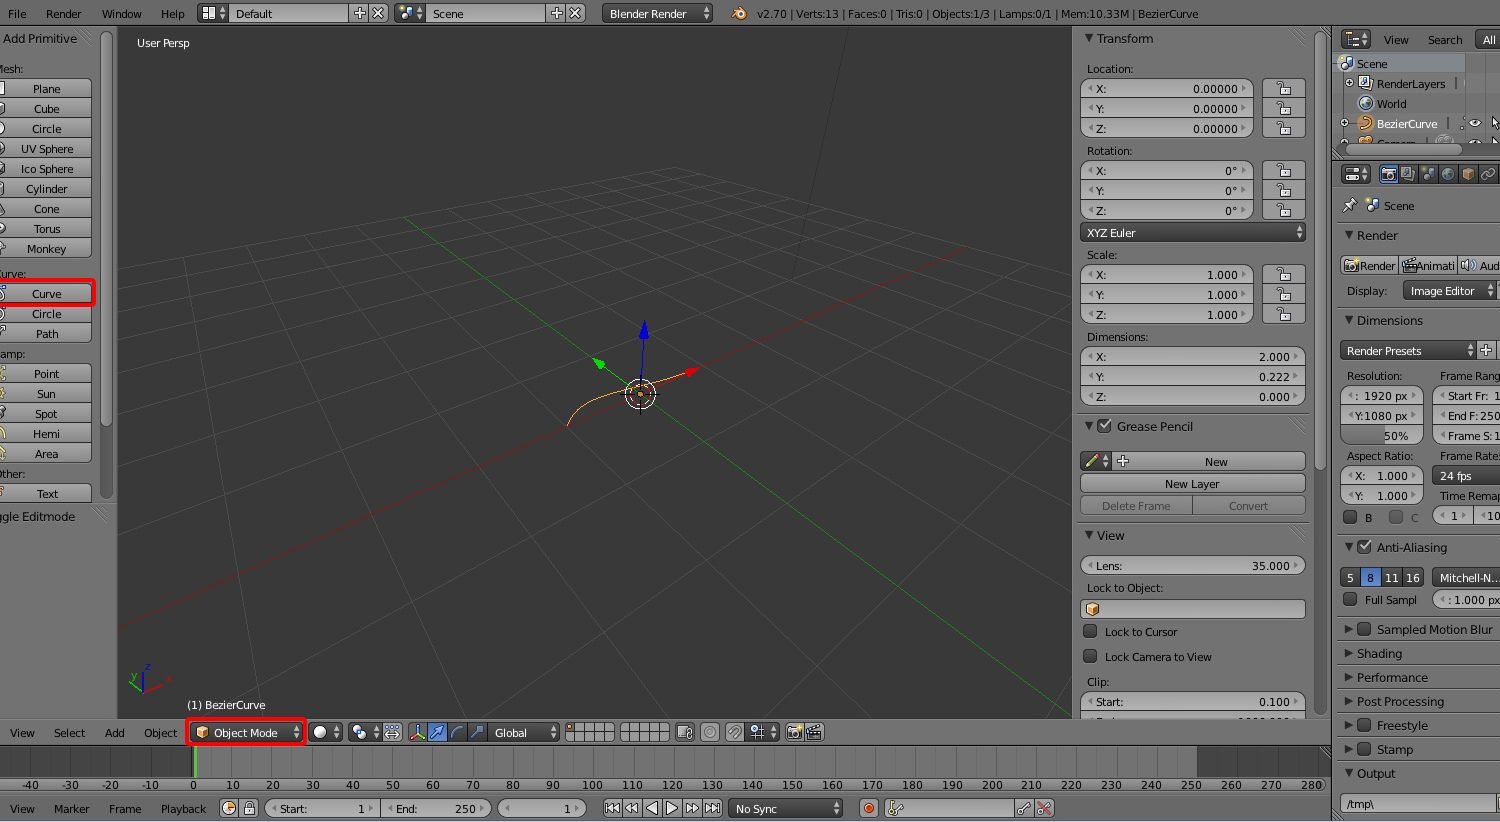 File Render Window Help Default Scene Blender Render v2.70 | Verts:13 | Faces:0 | Tris:0 | Objects:1/3 | Lamps:0/1 | Mem:10.33M | BezierCurve
Add Primitive
Mesh:
Plane
Cube
Circle
UV Sphere
Ico Sphere
Cylinder
Cone
Torus
Monkey
Curve:
Curve
Circle
Path
amp:
Point
Sun
Spot
Hemi
Area
Other:
Text
ggle Editmode
User Persp
z
y
x
(1) BezierCurve
Transform
Location:
X: 0.00000
Y: 0.00000
Z: 0.00000
Rotation:
X: 0°
Y: 0°
Z: 0°
XYZ Euler
Scale:
X: 1.000
Y: 1.000
Z: 1.000
Dimensions:
X: 2.000
Y: 0.222
Z: 0.000
Grease Pencil
New
New Layer
Delete Frame Convert
View
Lens: 35.000
Lock to Object:
Lock to Cursor
Lock Camera to View
Clip:
Start: 0.100
View Search All
Scene
RenderLayers |
World
BezierCurve |
Scene
Render
Render Animati Aud
Display: Image Editor
Dimensions
Render Presets
Resolution: Frame Rang
: 1920 px Start Fr: 1
Y:1080 px End F: 250
50% Frame S: 1
Aspect Ratio: Frame Rate:
X: 1.000 24 fps
Y: 1.000 Time Remap
B C 1 10
Anti-Aliasing
5 8 11 16 Mitchell-N...
Full Sampl : 1.000 px
Sampled Motion Blur
Shading
Performance
Post Processing
Freestyle
Stamp
Output
/tmp\
View Select Add Object Object Mode Global
-40 -30 -20 -10 0 10 20 30 40 50 60 70 80 90 100 110 120 130 140 150 160 170 180 190 200 210 220 230 240 250 260 270 280
View Marker Frame Playback Start: 1 End: 250 1 No Sync